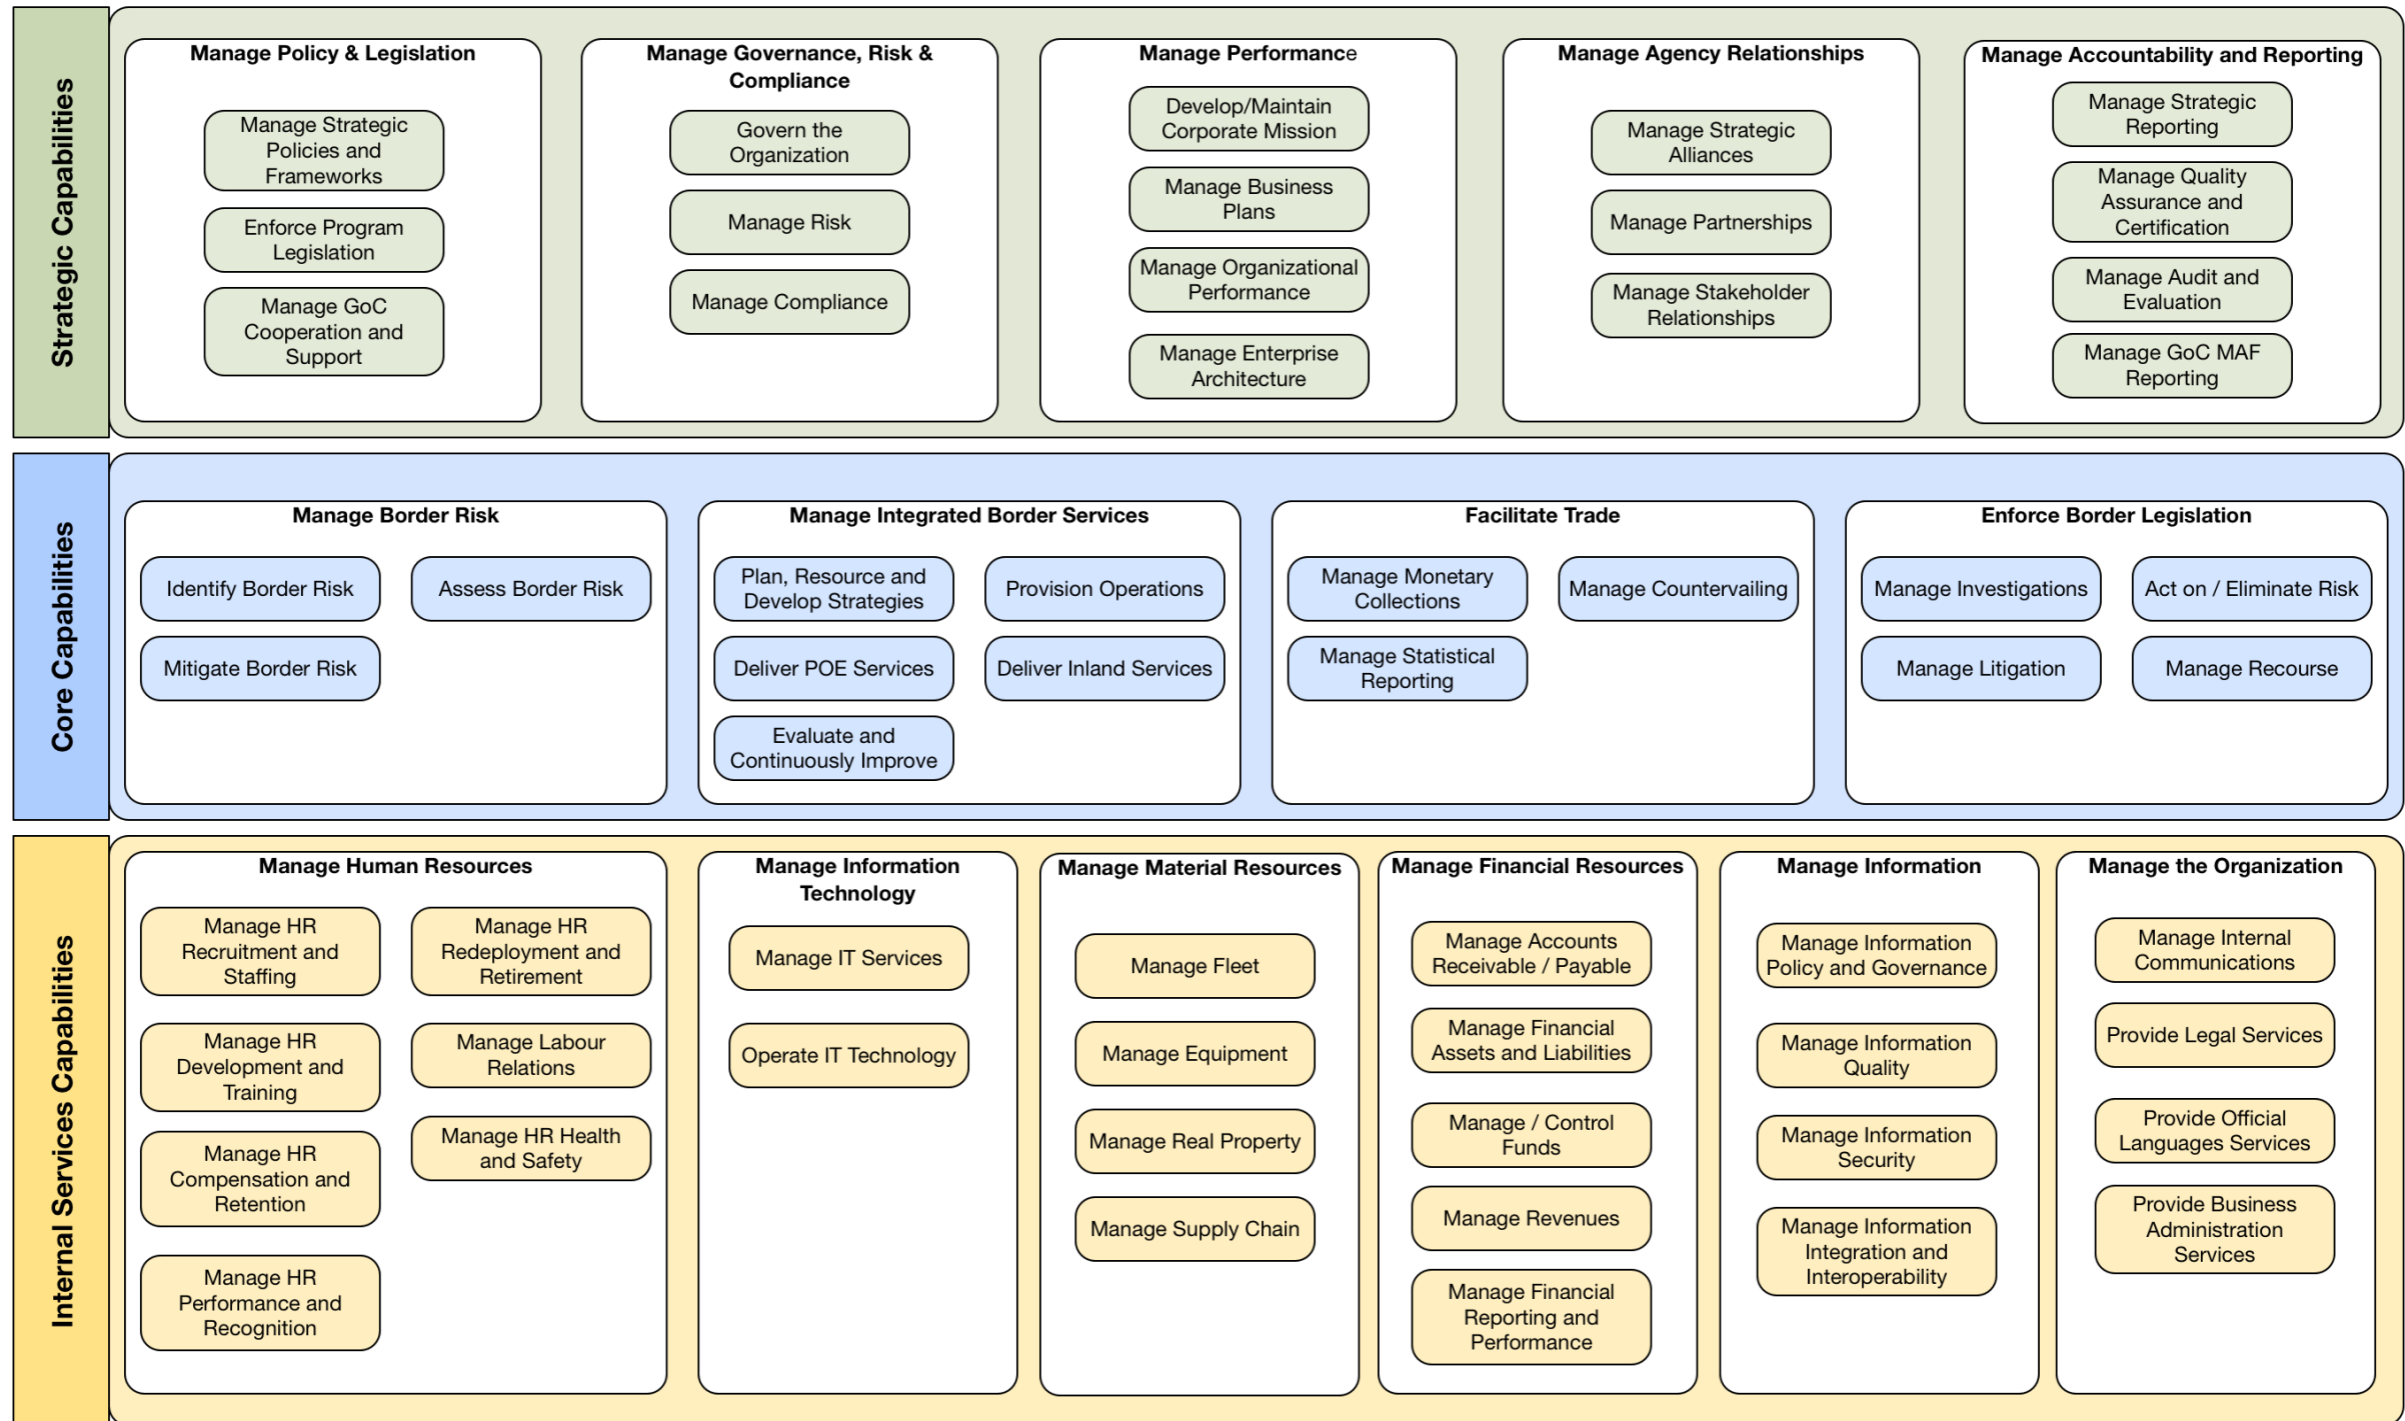 Strategic Capabilities
Manage Policy & Legislation
Manage Strategic
Policies and
Frameworks
Enforce Program
Legislation
Manage GoC
Cooperation and
Support
Manage Governance, Risk &
Compliance
Govern the
Organization
Manage Risk
Manage Compliance
Manage Performance
Develop/Maintain
Corporate Mission
Manage Business
Plans
Manage Organizational
Performance
Manage Enterprise
Architecture
Manage Agency Relationships
Manage Strategic
Alliances
Manage Partnerships
Manage Stakeholder
Relationships
Manage Accountability and Reporting
Manage Strategic
Reporting
Manage Quality
Assurance and
Certification
Manage Audit and
Evaluation
Manage GoC MAF
Reporting
Core Capabilities
Manage Border Risk
Identify Border Risk
Assess Border Risk
Mitigate Border Risk
Manage Integrated Border Services
Plan, Resource and
Develop Strategies
Provision Operations
Deliver POE Services
Deliver Inland Services
Evaluate and
Continuously Improve
Facilitate Trade
Manage Monetary
Collections
Manage Countervailing
Manage Statistical
Reporting
Enforce Border Legislation
Manage Investigations
Act on / Eliminate Risk
Manage Litigation
Manage Recourse
Internal Services Capabilities
Manage Human Resources
Manage HR
Recruitment and
Staffing
Manage HR
Redeployment and
Retirement
Manage HR
Development and
Training
Manage Labour
Relations
Manage HR
Compensation and
Retention
Manage HR Health
and Safety
Manage HR
Performance and
Recognition
Manage Information
Technology
Manage IT Services
Operate IT Technology
Manage Material Resources
Manage Fleet
Manage Equipment
Manage Real Property
Manage Supply Chain
Manage Financial Resources
Manage Accounts
Receivable / Payable
Manage Financial
Assets and Liabilities
Manage / Control
Funds
Manage Revenues
Manage Financial
Reporting and
Performance
Manage Information
Manage Information
Policy and Governance
Manage Information
Quality
Manage Information
Security
Manage Information
Integration and
Interoperability
Manage the Organization
Manage Internal
Communications
Provide Legal Services
Provide Official
Languages Services
Provide Business
Administration
Services